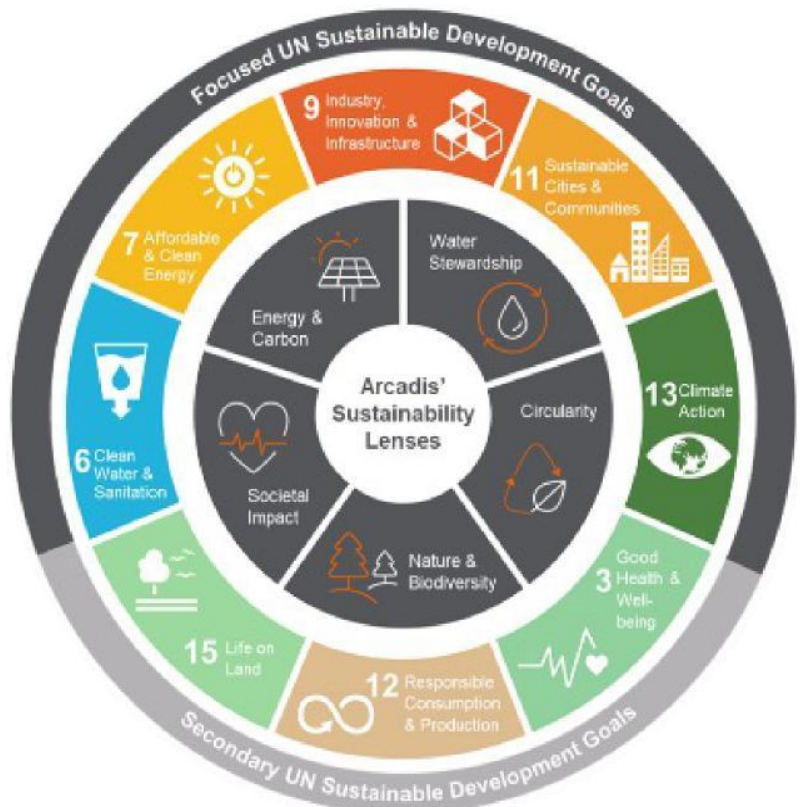 Focused UN Sustainable Development Goals
9 Industry,
Innovation &
Infrastructure
11 Sustainable
Cities &
Communities
13 Climate
Action
3 Good
Health &
Well-
being
12 Responsible
Consumption
& Production
15 Life on
Land
6 Clean
Water &
Sanitation
7 Affordable
& Clean
Energy
Water
Stewardship
Circularity
Nature &
Biodiversity
Societal
Impact
Energy &
Carbon
Arcadis'
Sustainability
Lenses
Secondary UN Sustainable Development Goals